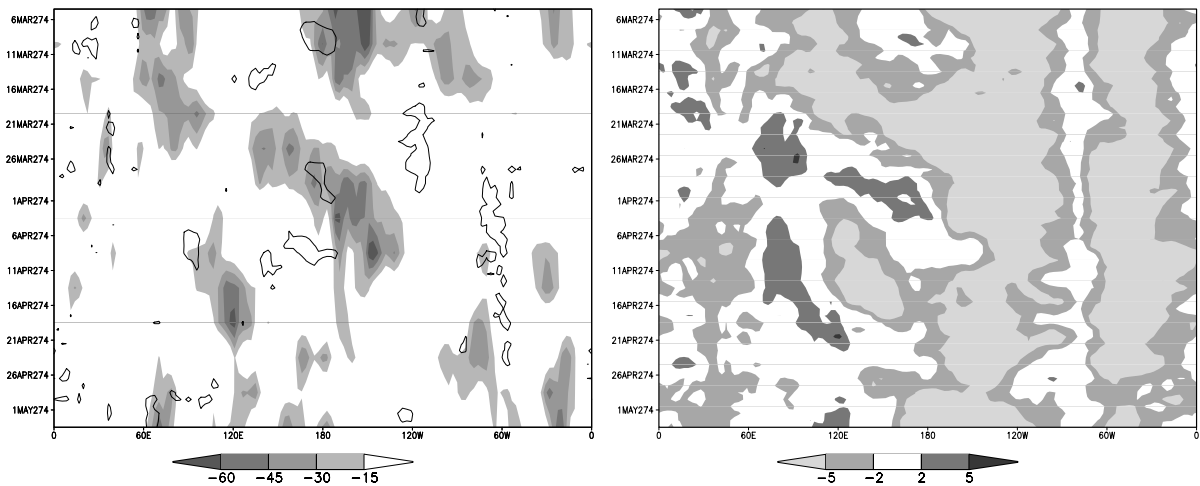 6MAR274
11MAR274
16MAR274
21MAR274
26MAR274
1APR274
6APR274
11APR274
16APR274
21APR274
26APR274
1MAY274
0 60E 120E 180 120W 60W 0
−60 −45 −30 −15
6MAR274
11MAR274
16MAR274
21MAR274
26MAR274
1APR274
6APR274
11APR274
16APR274
21APR274
26APR274
1MAY274
0 60E 120E 180 120W 60W 0
−5 −2 2 5